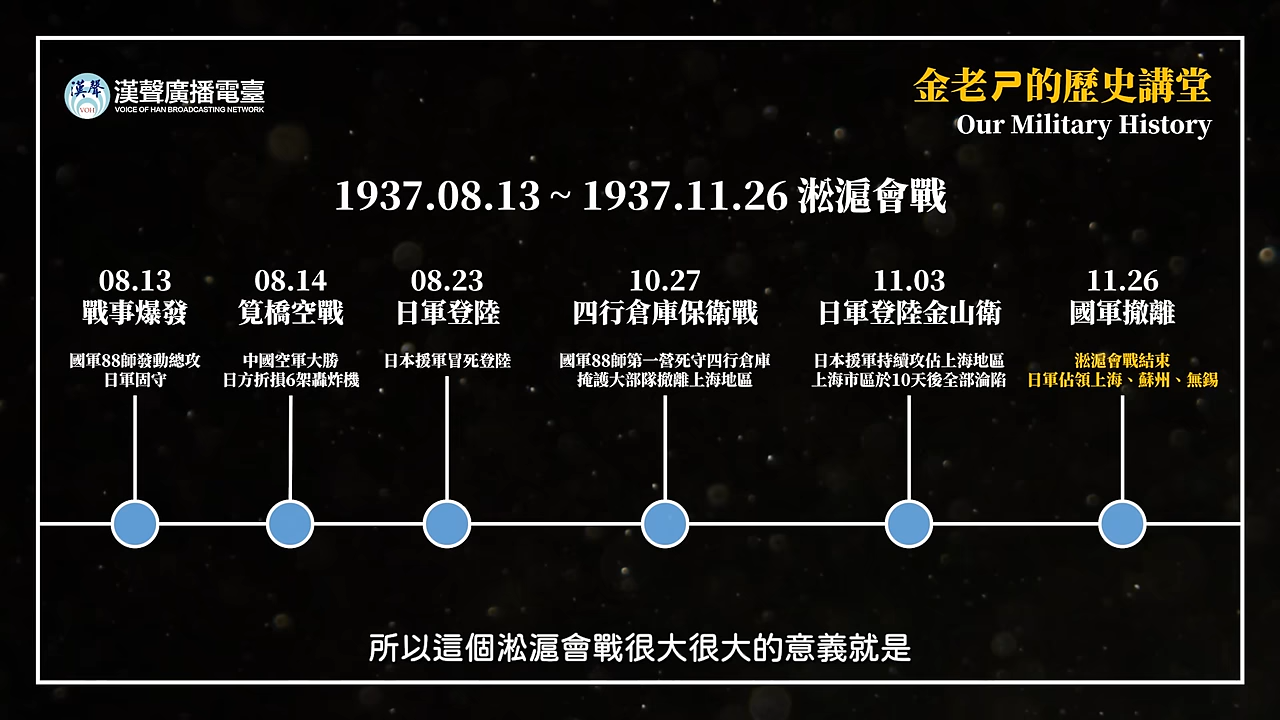 漢聲
VOH
漢聲廣播電臺
VOICE OF HAN BROADCASTING NETWORK
金老ㄕ的歷史講堂
Our Military History
1937.08.13 ~ 1937.11.26 淞滬會戰
08.13
戰事爆發
國軍88師發動總攻
日軍固守
08.14
筧橋空戰
中國空軍大勝
日方折損6架轟炸機
08.23
日軍登陸
日本援軍冒死登陸
10.27
四行倉庫保衛戰
國軍88師第一營死守四行倉庫
掩護大部隊撤離上海地區
11.03
日軍登陸金山衛
日本援軍持續攻佔上海地區
上海市區於10天後全部淪陷
11.26
國軍撤離
淞滬會戰結束
日軍佔領上海、蘇州、無錫
所以這個淞滬會戰很大很大的意義就是